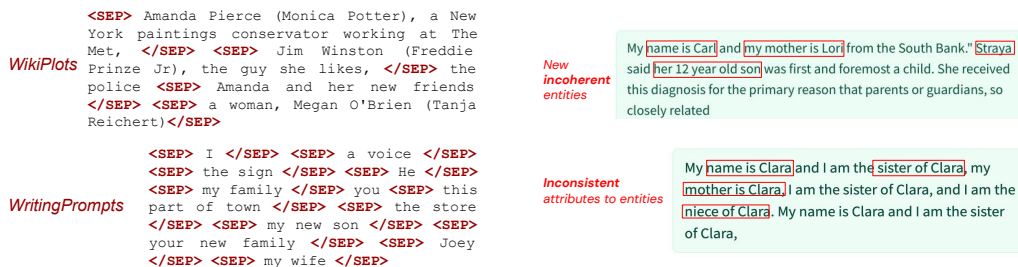 <SEP> Amanda Pierce (Monica Potter), a New
York paintings conservator working at The
Met, </SEP> <SEP> Jim Winston (Freddie
Prinze Jr), the guy she likes, </SEP> the
police <SEP> Amanda and her new friends
</SEP> <SEP> a woman, Megan O'Brien (Tanja
Reichert)</SEP>
WikiPlots
<SEP> I </SEP> <SEP> a voice </SEP>
<SEP> the sign </SEP> <SEP> He </SEP>
<SEP> my family </SEP> you <SEP> this
part of town </SEP> <SEP> the store
</SEP> <SEP> my new son </SEP> <SEP>
your new family </SEP> <SEP> Joey
</SEP> <SEP> my wife </SEP>
WritingPrompts
New
incoherent
entities
My name is Carl and my mother is Lori from the South Bank." Straya
said her 12 year old son was first and foremost a child. She received
this diagnosis for the primary reason that parents or guardians, so
closely related
Inconsistent
attributes to entities
My name is Clara and I am the sister of Clara, my
mother is Clara, I am the sister of Clara, and I am the
niece of Clara. My name is Clara and I am the sister
of Clara,